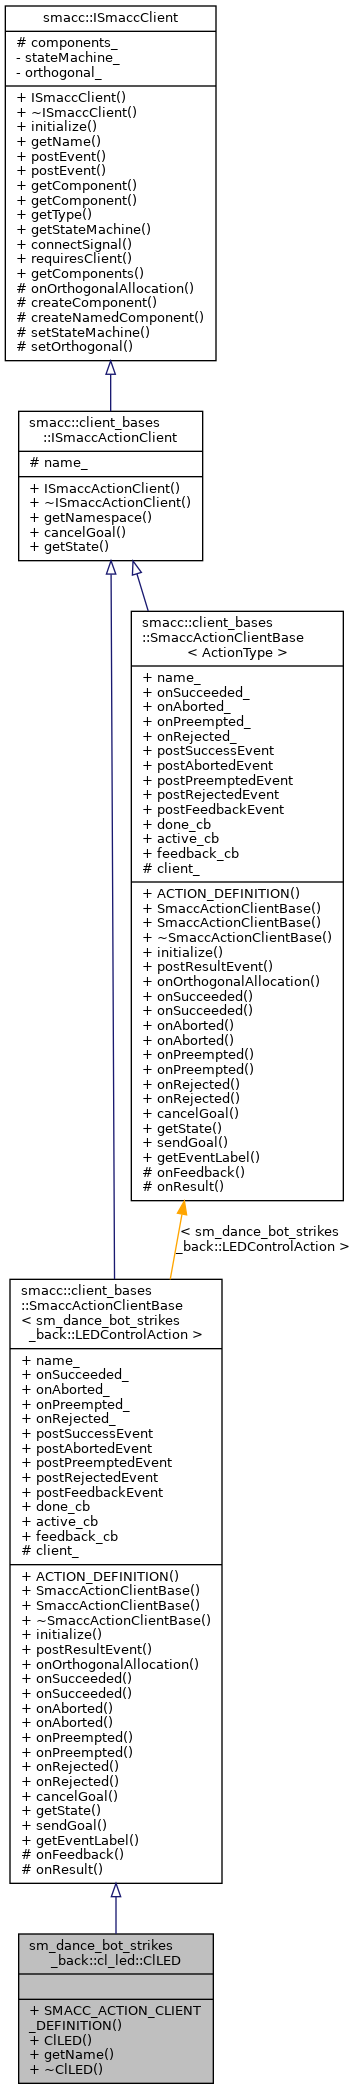 smacc::ISmaccClient
# components_
- stateMachine_
- orthogonal_
+ ISmaccClient()
+ ~ISmaccClient()
+ initialize()
+ getName()
+ postEvent()
+ postEvent()
+ getComponent()
+ getComponent()
+ getType()
+ getStateMachine()
+ connectSignal()
+ requiresClient()
+ getComponents()
# onOrthogonalAllocation()
# createComponent()
# createNamedComponent()
# setStateMachine()
# setOrthogonal()
smacc::client_bases
::ISmaccActionClient
# name_
+ ISmaccActionClient()
+ ~ISmaccActionClient()
+ getNamespace()
+ cancelGoal()
+ getState()
smacc::client_bases
::SmaccActionClientBase
< ActionType >
+ name_
+ onSucceeded_
+ onAborted_
+ onPreempted_
+ onRejected_
+ postSuccessEvent
+ postAbortedEvent
+ postPreemptedEvent
+ postRejectedEvent
+ postFeedbackEvent
+ done_cb
+ active_cb
+ feedback_cb
# client_
+ ACTION_DEFINITION()
+ SmaccActionClientBase()
+ SmaccActionClientBase()
+ ~SmaccActionClientBase()
+ initialize()
+ postResultEvent()
+ onOrthogonalAllocation()
+ onSucceeded()
+ onSucceeded()
+ onAborted()
+ onAborted()
+ onPreempted()
+ onPreempted()
+ onRejected()
+ onRejected()
+ cancelGoal()
+ getState()
+ sendGoal()
+ getEventLabel()
# onFeedback()
# onResult()
< sm_dance_bot_strikes
_back::LEDControlAction >
smacc::client_bases
::SmaccActionClientBase
< sm_dance_bot_strikes
_back::LEDControlAction >
+ name_
+ onSucceeded_
+ onAborted_
+ onPreempted_
+ onRejected_
+ postSuccessEvent
+ postAbortedEvent
+ postPreemptedEvent
+ postRejectedEvent
+ postFeedbackEvent
+ done_cb
+ active_cb
+ feedback_cb
# client_
+ ACTION_DEFINITION()
+ SmaccActionClientBase()
+ SmaccActionClientBase()
+ ~SmaccActionClientBase()
+ initialize()
+ postResultEvent()
+ onOrthogonalAllocation()
+ onSucceeded()
+ onSucceeded()
+ onAborted()
+ onAborted()
+ onPreempted()
+ onPreempted()
+ onRejected()
+ onRejected()
+ cancelGoal()
+ getState()
+ sendGoal()
+ getEventLabel()
# onFeedback()
# onResult()
sm_dance_bot_strikes
_back::cl_led::ClLED
+ SMACC_ACTION_CLIENT
_DEFINITION()
+ ClLED()
+ getName()
+ ~ClLED()